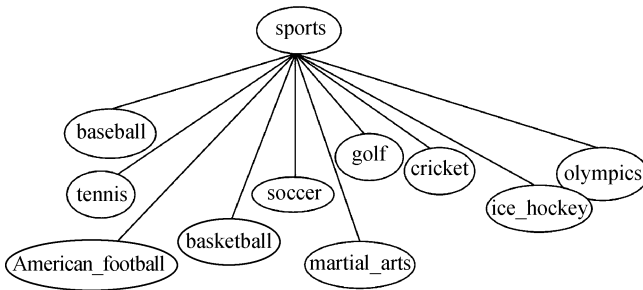 sports
baseball
golf
cricket
olympics
tennis
soccer
ice_hockey
basketball
American_football
martial_arts